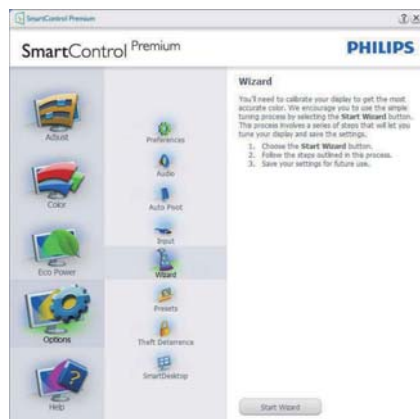 SmartControl Premium
SmartControl Premium
PHILIPS
Adjust
Color
Eco Power
Options
Help
Preferences
Audio
Auto Pivot
Input
Wizard
Presets
Theft Deterrence
SmartDesktop
Wizard
You'll need to calibrate your display to get the most
accurate color. We encourage you to use the simple
tuning process by selecting the Start Wizard button.
This process involves a series of steps that will let you
tune your display and save the settings.
1. Choose the Start Wizard button.
2. Follow the steps outlined in this process.
3. Save your settings for future use.
Start Wizard